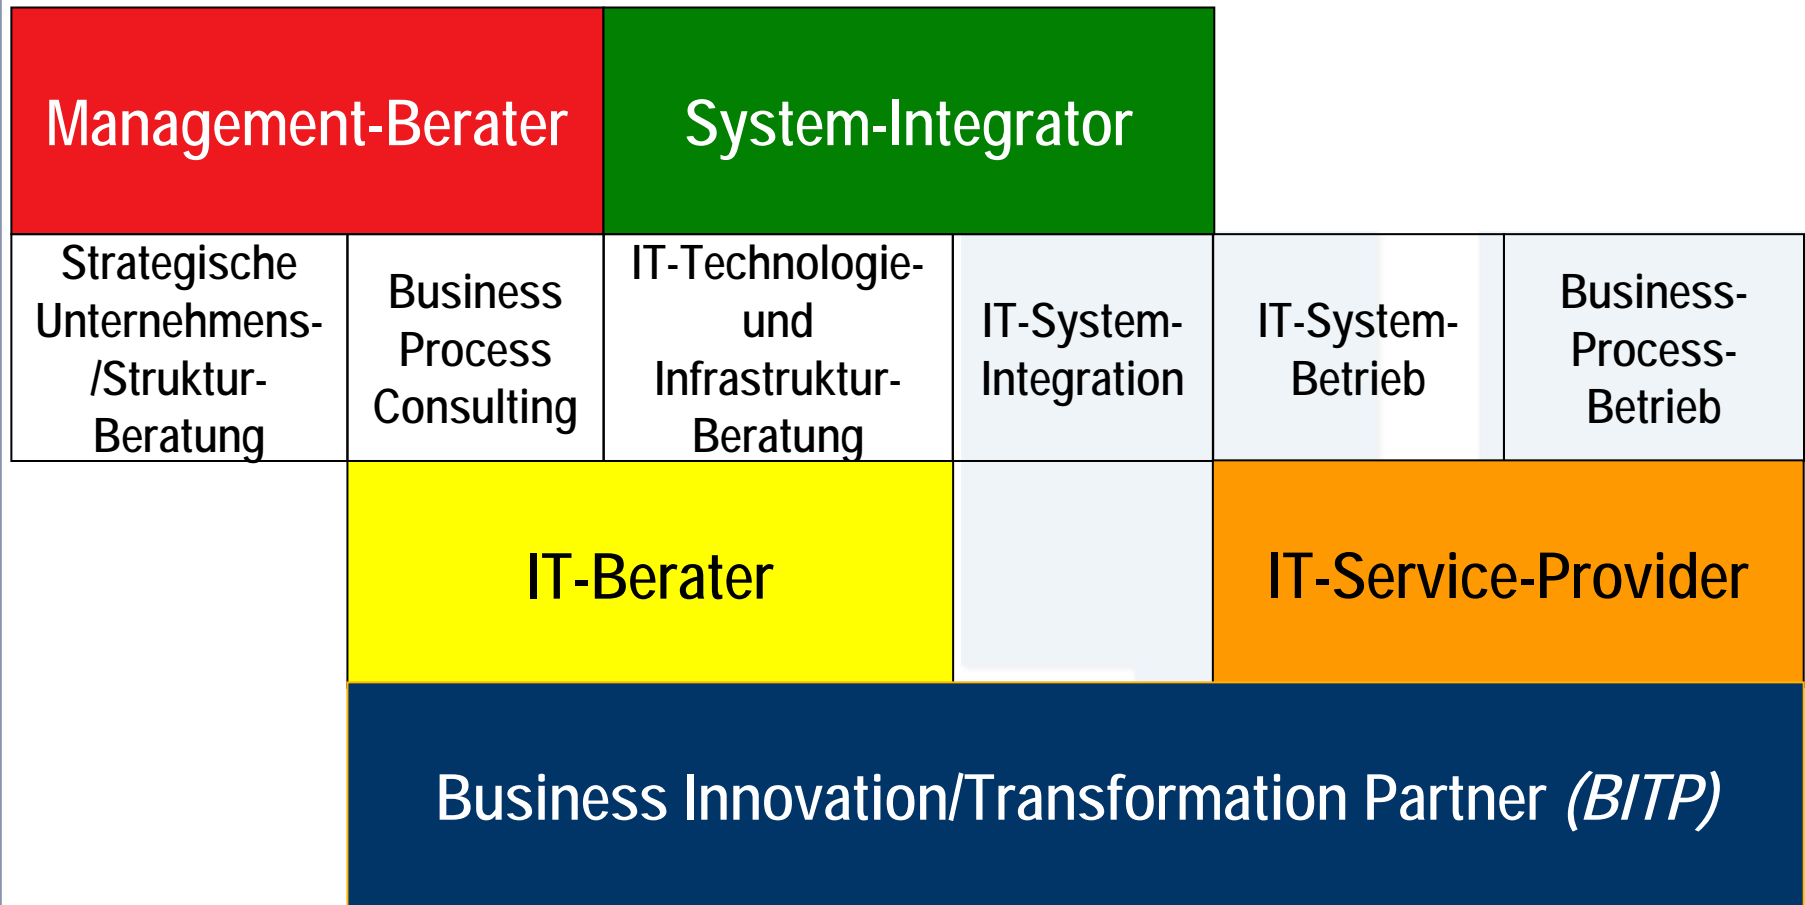 Management-Berater
System-Integrator
Strategische
Unternehmens-
/Struktur-
Beratung
Business
Process
Consulting
IT-Technologie-
und
Infrastruktur-
Beratung
IT-System-
Integration
IT-System-
Betrieb
Business-
Process-
Betrieb
IT-Berater
IT-Service-Provider
Business Innovation/Transformation Partner (BITP)